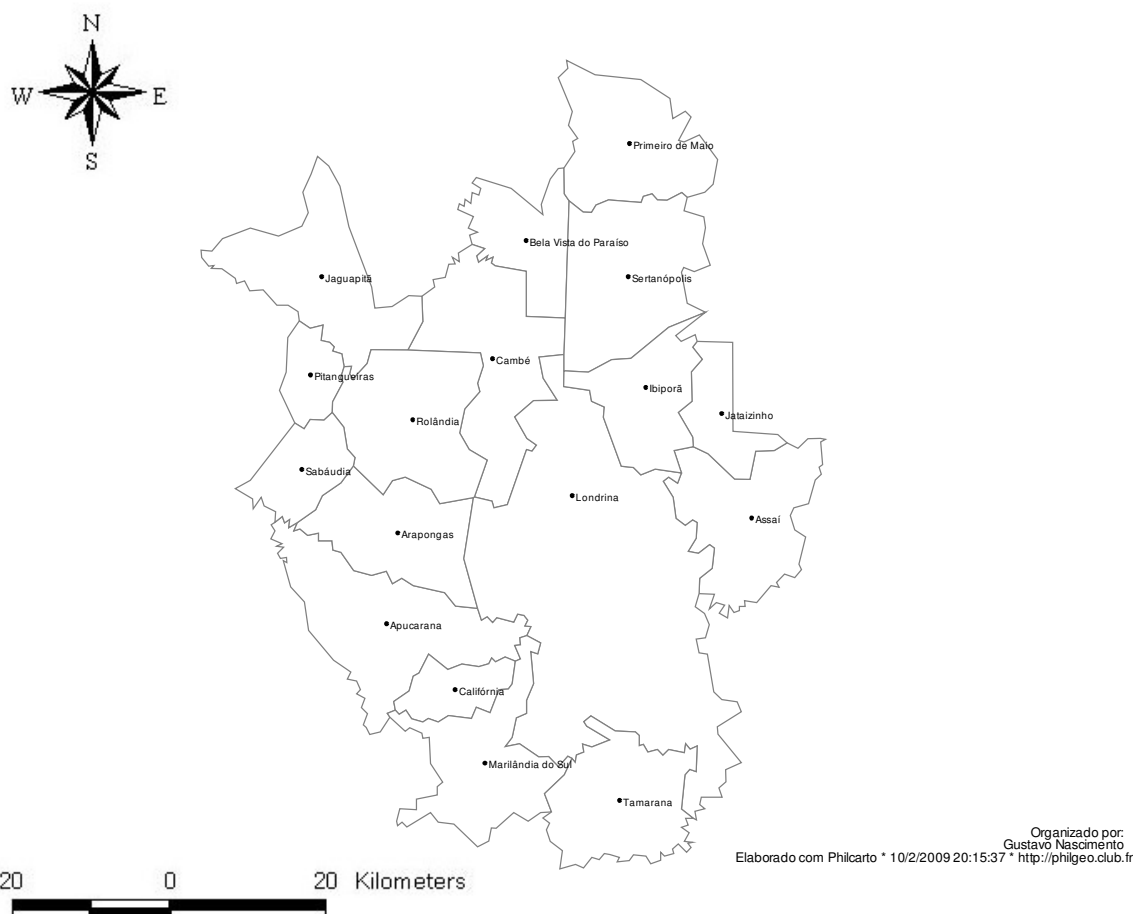 N
W E
S
Primeiro de Maio
Bela Vista do Paraíso
Jaguapitã
Sertanópolis
Cambé
Pitangueiras
Ibiporã
Jataizinho
Rolândia
Sabáudia
Londrina
Assaí
Arapongas
Apucarana
Califórnia
Marilândia do Sul
Tamarana
Organizado por:
Gustavo Nascimento
Elaborado com Philcarto * 10/2/2009 20:15:37 * http://philgeo.club.fr
20 0 20 Kilometers